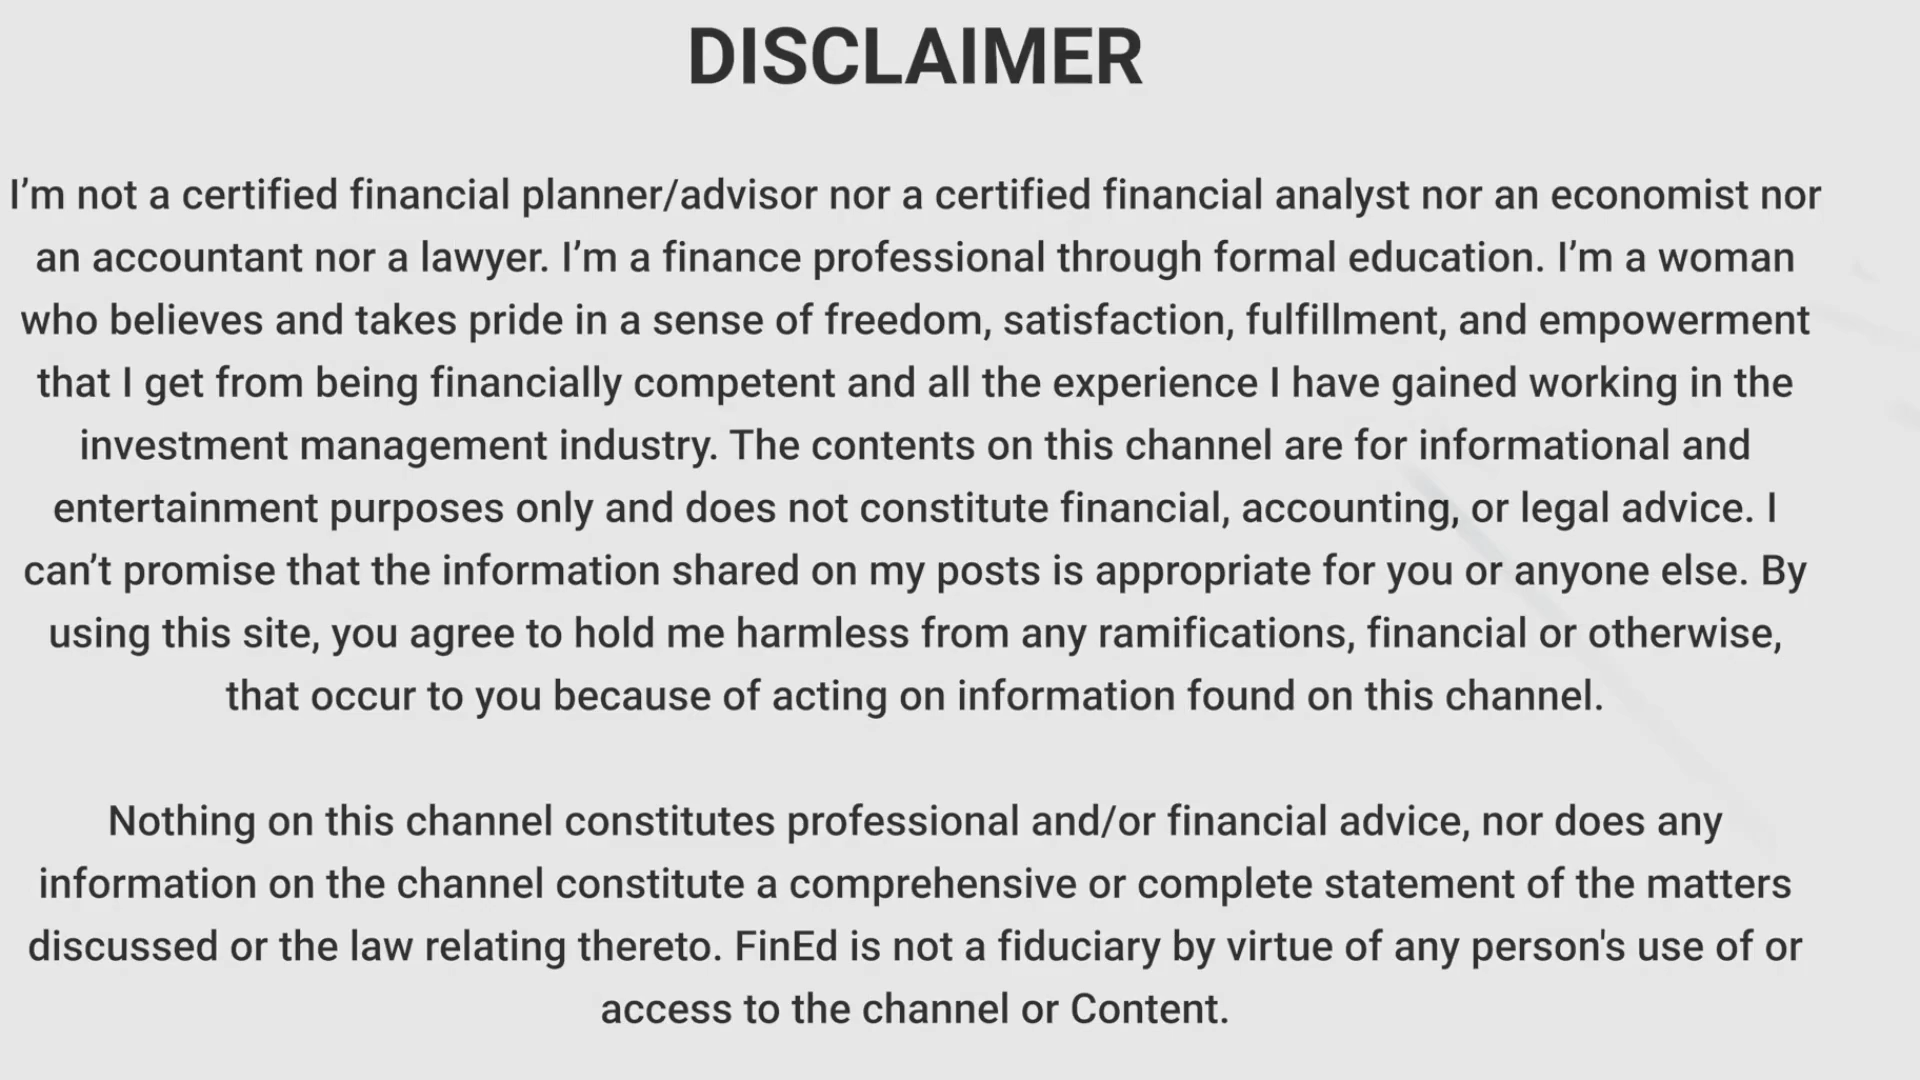 DISCLAIMER
I’m not a certified financial planner/advisor nor a certified financial analyst nor an economist nor
an accountant nor a lawyer. I’m a finance professional through formal education. I’m a woman
who believes and takes pride in a sense of freedom, satisfaction, fulfillment, and empowerment
that I get from being financially competent and all the experience I have gained working in the
investment management industry. The contents on this channel are for informational and
entertainment purposes only and does not constitute financial, accounting, or legal advice. I
can’t promise that the information shared on my posts is appropriate for you or anyone else. By
using this site, you agree to hold me harmless from any ramifications, financial or otherwise,
that occur to you because of acting on information found on this channel.
Nothing on this channel constitutes professional and/or financial advice, nor does any
information on the channel constitute a comprehensive or complete statement of the matters
discussed or the law relating thereto. FinEd is not a fiduciary by virtue of any person's use of or
access to the channel or Content.